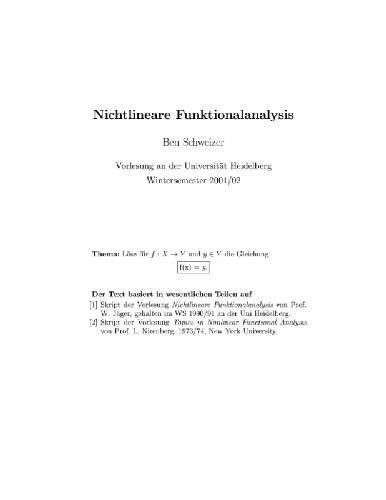 Nichtlineare Funktionalanalysis
Ben Schweizer
Vorlesung an der Universität Heidelberg
Wintersemester 2001/02
Thema: Löse für f : X → Y und y ∈ Y die Gleichung
f(x) = y.
Der Text basiert in wesentlichen Teilen auf
[1] Skript der Vorlesung Nichtlineare Funktionalanalysis von Prof.
W. Jäger, gehalten im WS 1990/91 an der Uni Heidelberg.
[2] Skript der Vorlesung Topics in Nonlinear Functional Analysis
von Prof. L. Nirenberg, 1973/74, New York University.